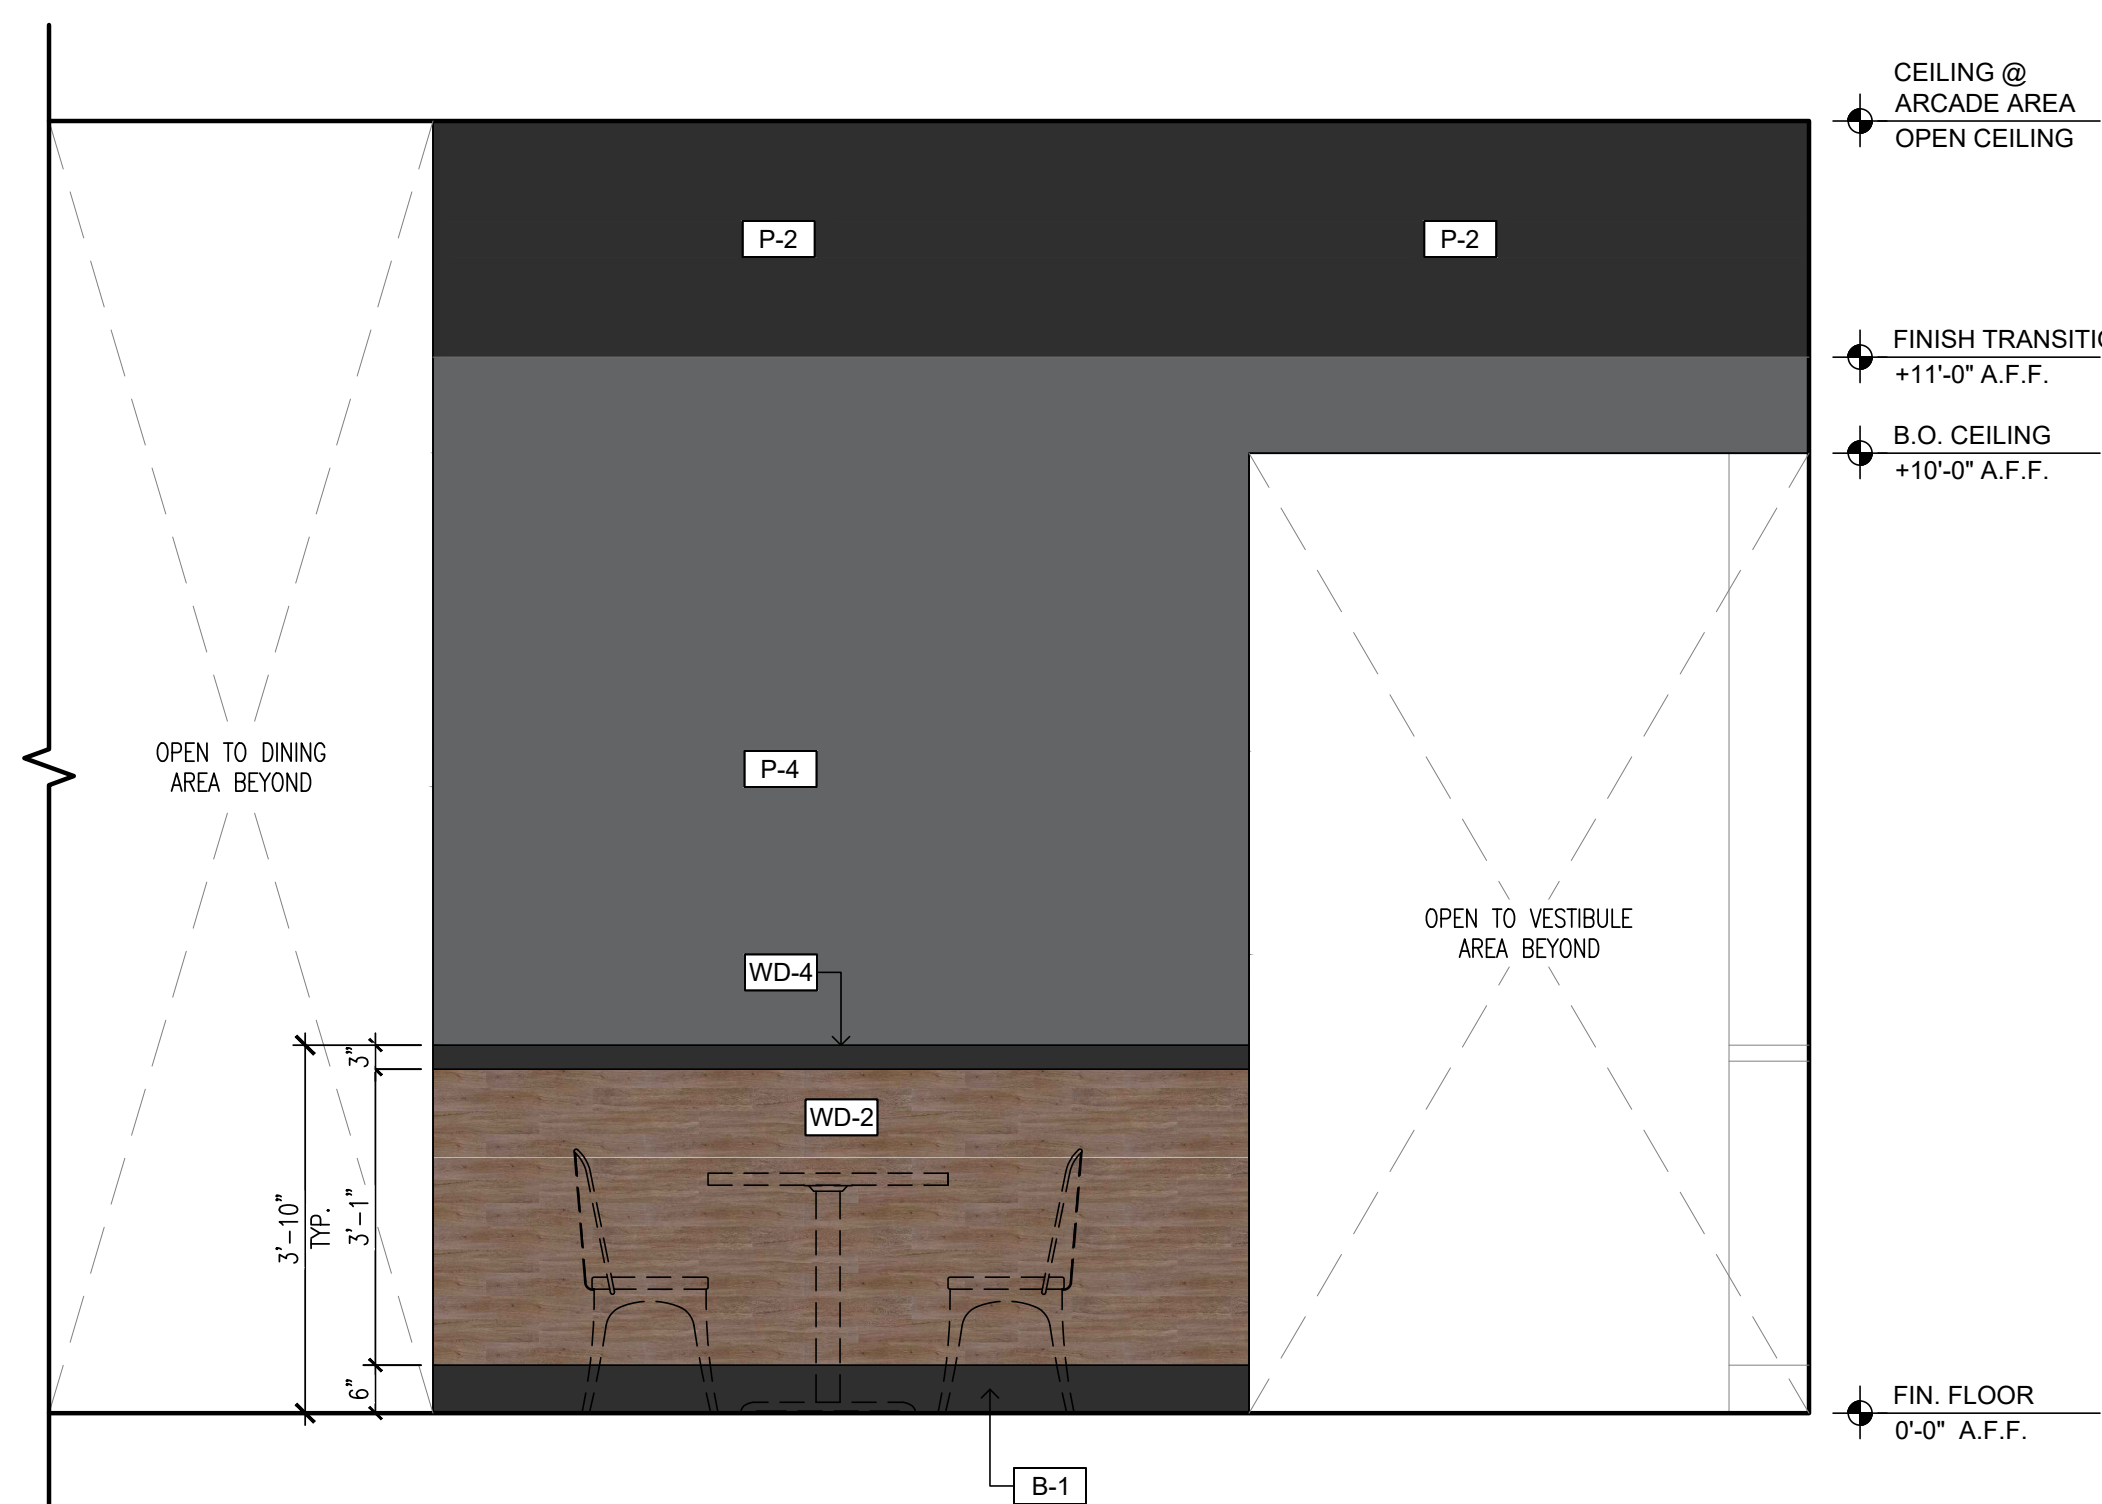 CEILING @
ARCADE AREA
OPEN CEILING
P-2
P-2
+11'-0" A.F.F.
FINISH
B.O. CEILING
+10'-0" A.F.F.
OPEN TO DINING
AREA BEYOND
P-4
OPEN TO VESTIBULE
AREA BEYOND
WD-4
3"
WD-2
3'-10"
TYP.
3'-1"
6"
FIN. FLOOR
0'-0" A.F.F.
B-1